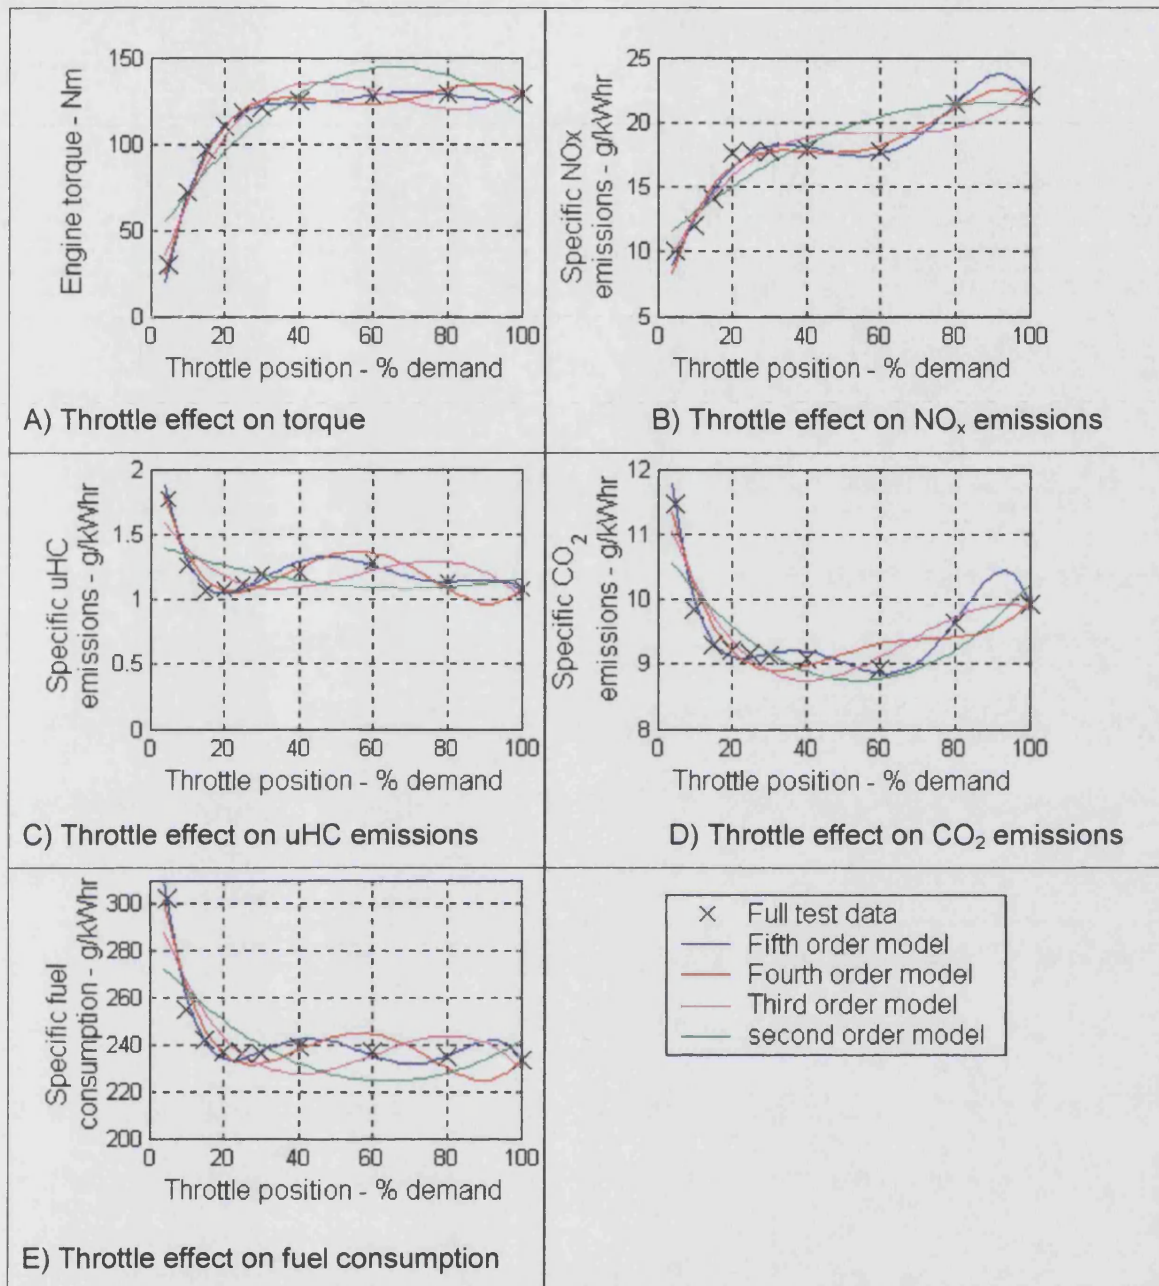 150
100
50
0
0 20 40 60 80 100
Engine torque - Nm
Throttle position - % demand
A) Throttle effect on torque
25
20
15
10
5
0 20 40 60 80 100
Specific NOx
emissions - g/kWhr
Throttle position - % demand
B) Throttle effect on NOx emissions
2
1.5
1
0.5
0
0 20 40 60 80 100
Specific uHC
emissions - g/kWhr
Throttle position - % demand
C) Throttle effect on uHC emissions
12
11
10
9
8
0 20 40 60 80 100
Specific CO2
emissions - g/kWhr
Throttle position - % demand
D) Throttle effect on CO2 emissions
300
280
260
240
220
200
0 20 40 60 80 100
Specific fuel
consumption - g/kWhr
Throttle position - % demand
E) Throttle effect on fuel consumption
Full test data
Fifth order model
Fourth order model
Third order model
second order model